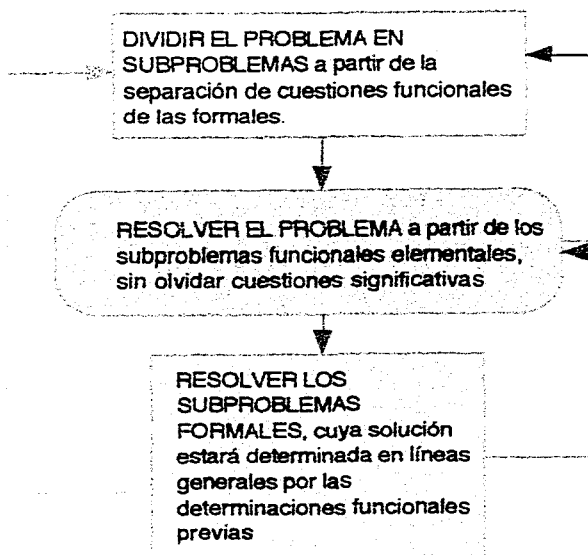 DIVIDIR EL PROBLEMA EN
SUBPROBLEMAS a partir de la
separación de cuestiones funcionales
de las formales.
RESOLVER EL PROBLEMA a partir de los
subproblemas funcionales elementales,
sin olvidar cuestiones significativas
RESOLVER LOS
SUBPROBLEMAS
FORMALES, cuya solución
estará determinada en líneas
generales por las
determinaciones funcionales
previas